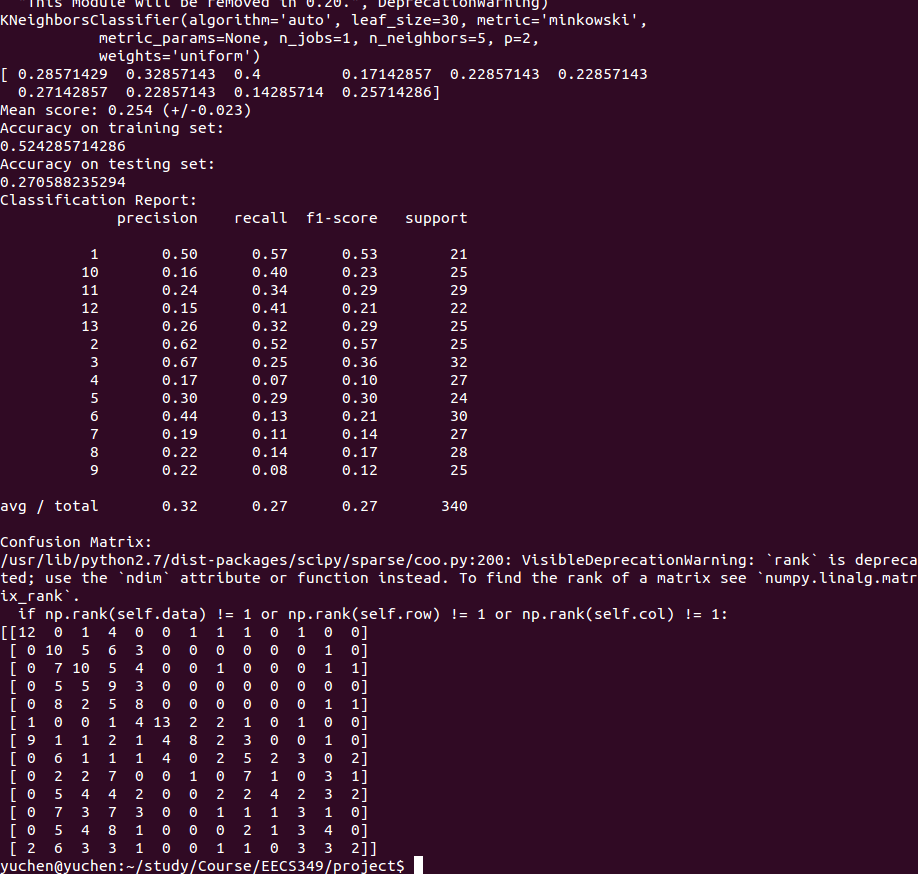 "This module will be removed in 0.20.", DeprecationWarning)
KNeighborsClassifier(algorithm='auto', leaf_size=30, metric='minkowski',
           metric_params=None, n_jobs=1, n_neighbors=5, p=2,
           weights='uniform')
[ 0.28571429  0.32857143  0.4         0.17142857  0.22857143  0.22857143
  0.27142857  0.22857143  0.14285714  0.25714286]
Mean score: 0.254 (+/-0.023)
Accuracy on training set:
0.524285714286
Accuracy on testing set:
0.270588235294
Classification Report:
             precision    recall  f1-score   support

          1       0.50      0.57      0.53        21
         10       0.16      0.40      0.23        25
         11       0.24      0.34      0.29        29
         12       0.15      0.41      0.21        22
         13       0.26      0.32      0.29        25
          2       0.62      0.52      0.57        25
          3       0.67      0.25      0.36        32
          4       0.17      0.07      0.10        27
          5       0.30      0.29      0.30        24
          6       0.44      0.13      0.21        30
          7       0.19      0.11      0.14        27
          8       0.22      0.14      0.17        28
          9       0.22      0.08      0.12        25

avg / total       0.32      0.27      0.27       340

Confusion Matrix:
/usr/lib/python2.7/dist-packages/scipy/sparse/coo.py:200: VisibleDeprecationWarning: `rank` is depreca
ted; use the `ndim` attribute or function instead. To find the rank of a matrix see `numpy.linalg.matr
ix_rank`.
  if np.rank(self.data) != 1 or np.rank(self.row) != 1 or np.rank(self.col) != 1:
[[12  0  1  4  0  0  1  1  1  0  1  0  0]
 [ 0 10  5  6  3  0  0  0  0  0  0  1  0]
 [ 0  7 10  5  4  0  0  1  0  0  0  1  1]
 [ 0  5  5  9  3  0  0  0  0  0  0  0  0]
 [ 0  8  2  5  8  0  0  0  0  0  0  1  1]
 [ 1  0  0  1  4 13  2  2  1  0  1  0  0]
 [ 9  1  1  2  1  4  8  2  3  0  0  1  0]
 [ 0  6  1  1  1  4  0  2  5  2  3  0  2]
 [ 0  2  2  7  0  0  1  0  7  1  0  3  1]
 [ 0  5  4  4  2  0  0  2  2  4  2  3  2]
 [ 0  7  3  7  3  0  0  1  1  1  3  1  0]
 [ 0  5  4  8  1  0  0  0  2  1  3  4  0]
 [ 2  6  3  3  1  0  0  1  1  0  3  3  2]]
yuchen@yuchen:~/study/Course/EECS349/project$